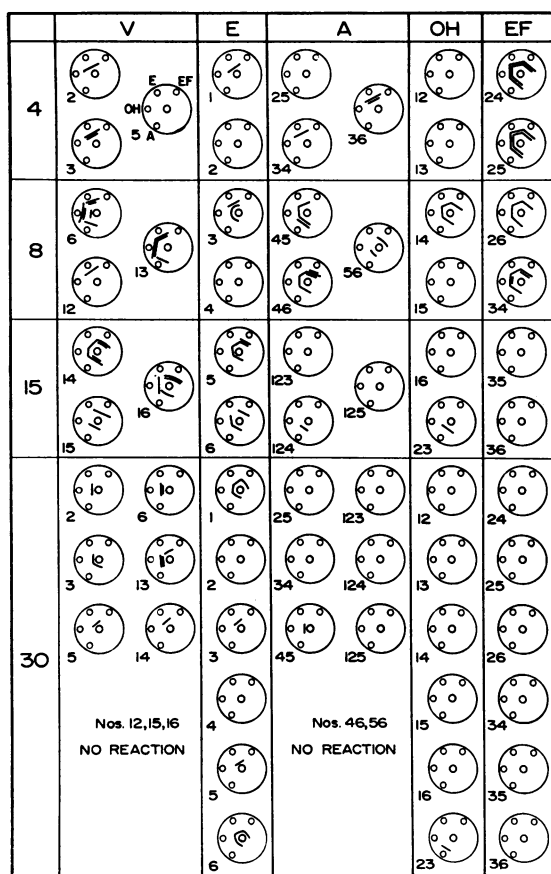 V E A OH EF
4
2 E EF 1 25 12 24
OH 36
3 5 A 2 34 13 25
8
6 3 45 14 26
13 56
12 4 46 15 34
15
14 5 123 16 35
16 125
15 6 124 23 36
30
2 6 1 25 123 12 24
3 13 2 34 124 13 25
5 14 3 45 125 14 26
4 15 34
Nos. 12,15,16 Nos. 46,56
NO REACTION NO REACTION
5 16 35
6 23 36